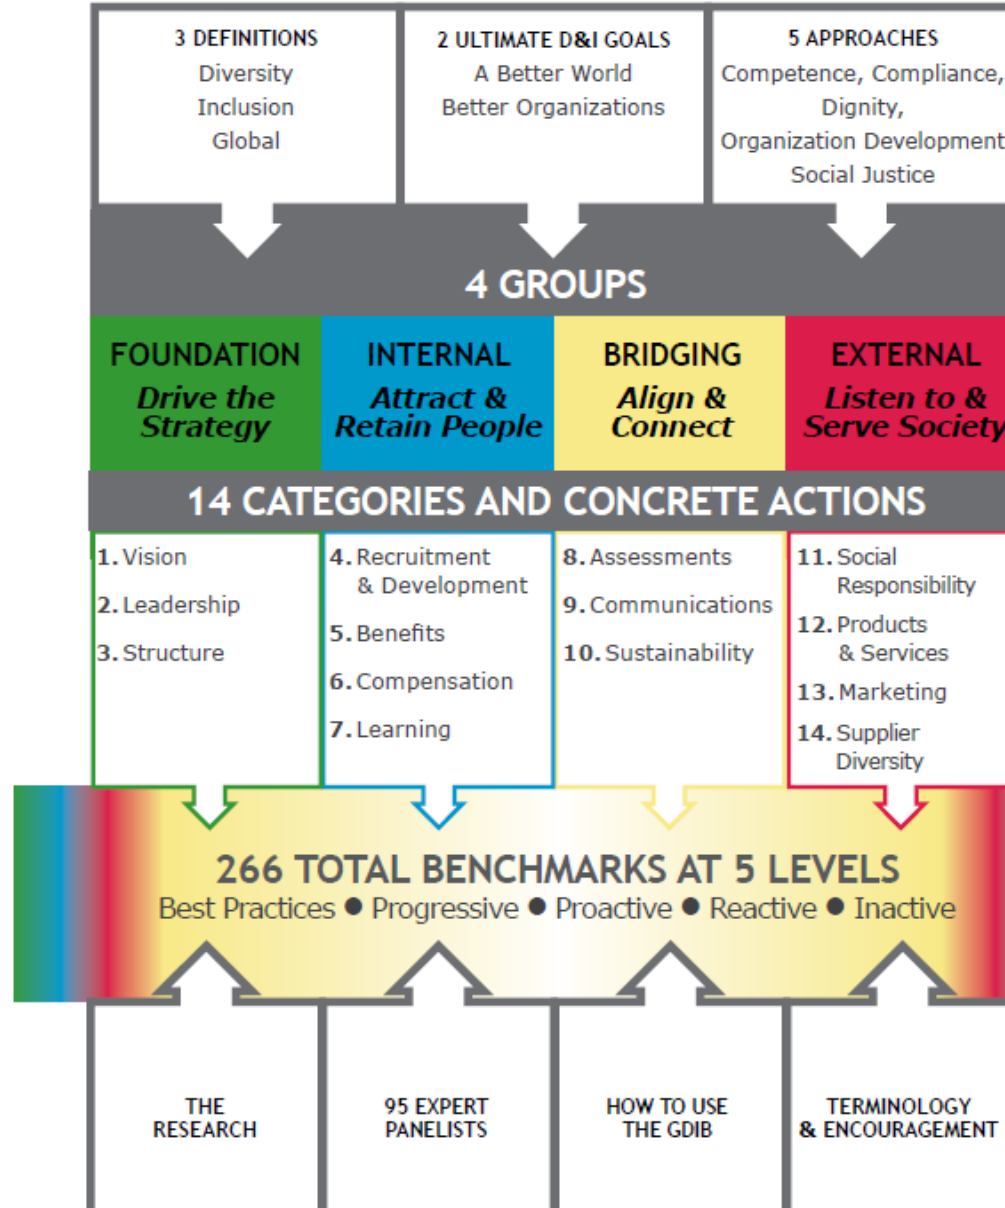 3 DEFINITIONS
Diversity
Inclusion
Global
2 ULTIMATE D&I GOALS
A Better World
Better Organizations
5 APPROACHES
Competence, Compliance,
Dignity,
Organization Development
Social Justice
4 GROUPS
FOUNDATION
Drive the
Strategy
INTERNAL
Attract &
Retain People
BRIDGING
Align &
Connect
EXTERNAL
Listen to &
Serve Society
14 CATEGORIES AND CONCRETE ACTIONS
1. Vision
2. Leadership
3. Structure
4. Recruitment
& Development
5. Benefits
6. Compensation
7. Learning
8. Assessments
9. Communications
10. Sustainability
11. Social
Responsibility
12. Products
& Services
13. Marketing
14. Supplier
Diversity
266 TOTAL BENCHMARKS AT 5 LEVELS
Best Practices ● Progressive ● Proactive ● Reactive ● Inactive
THE
RESEARCH
95 EXPERT
PANELISTS
HOW TO USE
THE GDIB
TERMINOLOGY
& ENCOURAGEMENT